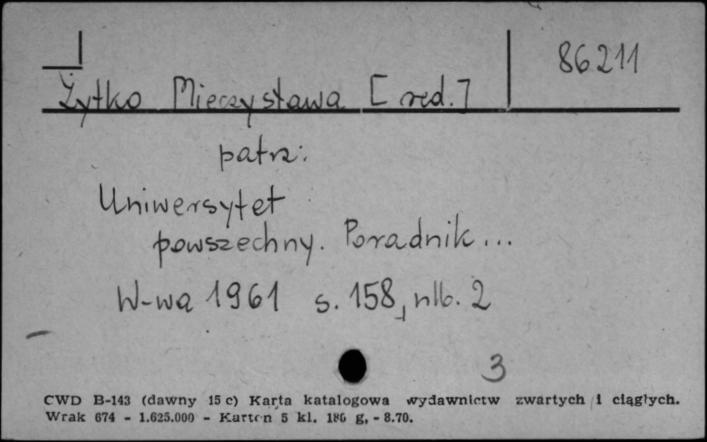 86211
Żytko Mieczysława [red.]
patrz:
Uniwersytet
powszechny. Poradnik...
W-wa 1961 s. 158, nlb. 2
3
CWD B-143 (dawny 15 c) Karta katalogowa wydawnictw zwartych i ciągłych.
Wrak 674 - 1.625.000 - Karton 5 kl. 180 g, - 8.70.